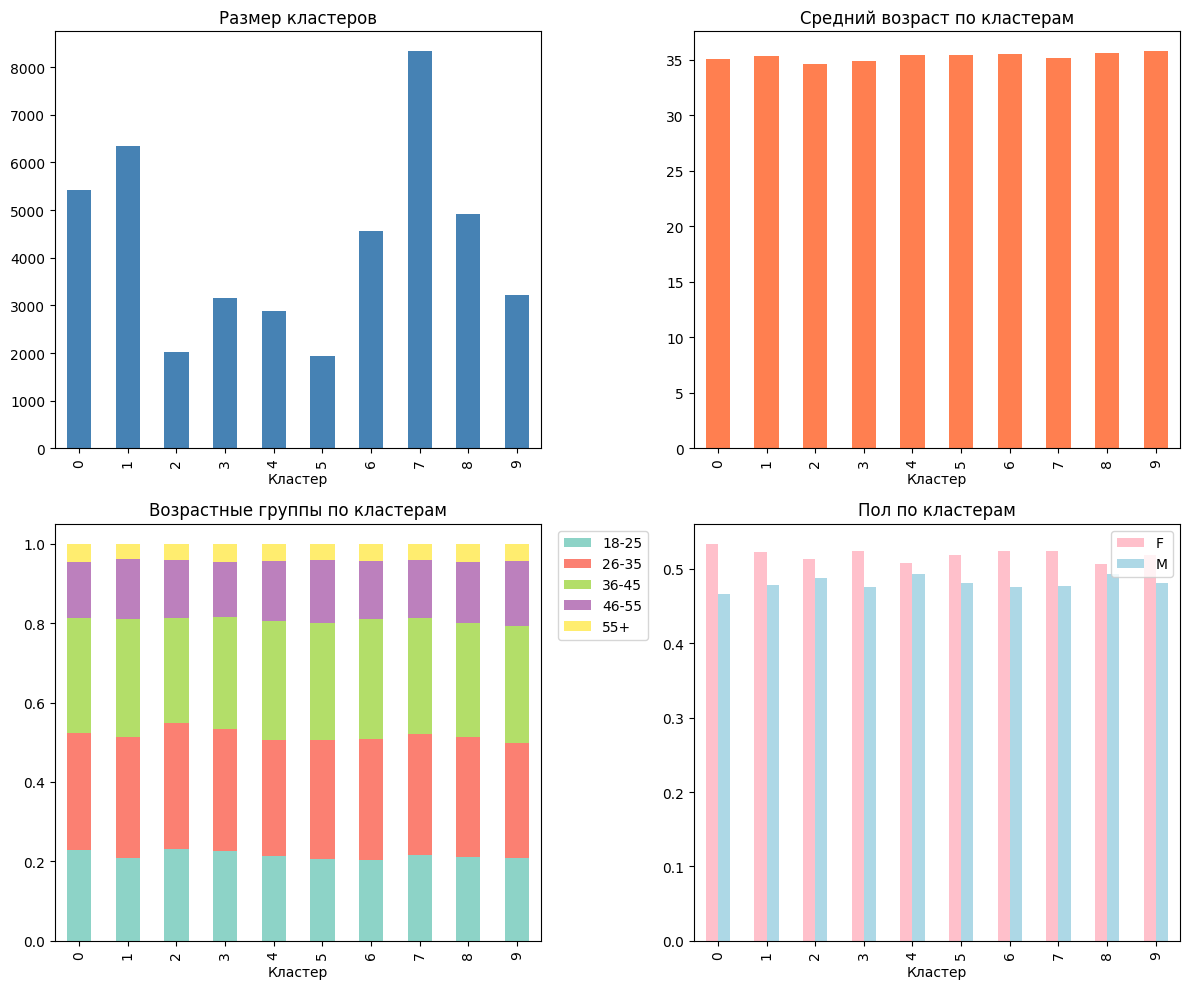 Размер кластеров
8000
7000
6000
5000
4000
3000
2000
1000
0
0 1 2 3 4 5 6 7 8 9
Кластер
Средний возраст по кластерам
35
30
25
20
15
10
5
0
0 1 2 3 4 5 6 7 8 9
Кластер
Возрастные группы по кластерам
1.0
0.8
0.6
0.4
0.2
0.0
0 1 2 3 4 5 6 7 8 9
Кластер
18-25
26-35
36-45
46-55
55+
Пол по кластерам
0.5
0.4
0.3
0.2
0.1
0.0
0 1 2 3 4 5 6 7 8 9
Кластер
F
M